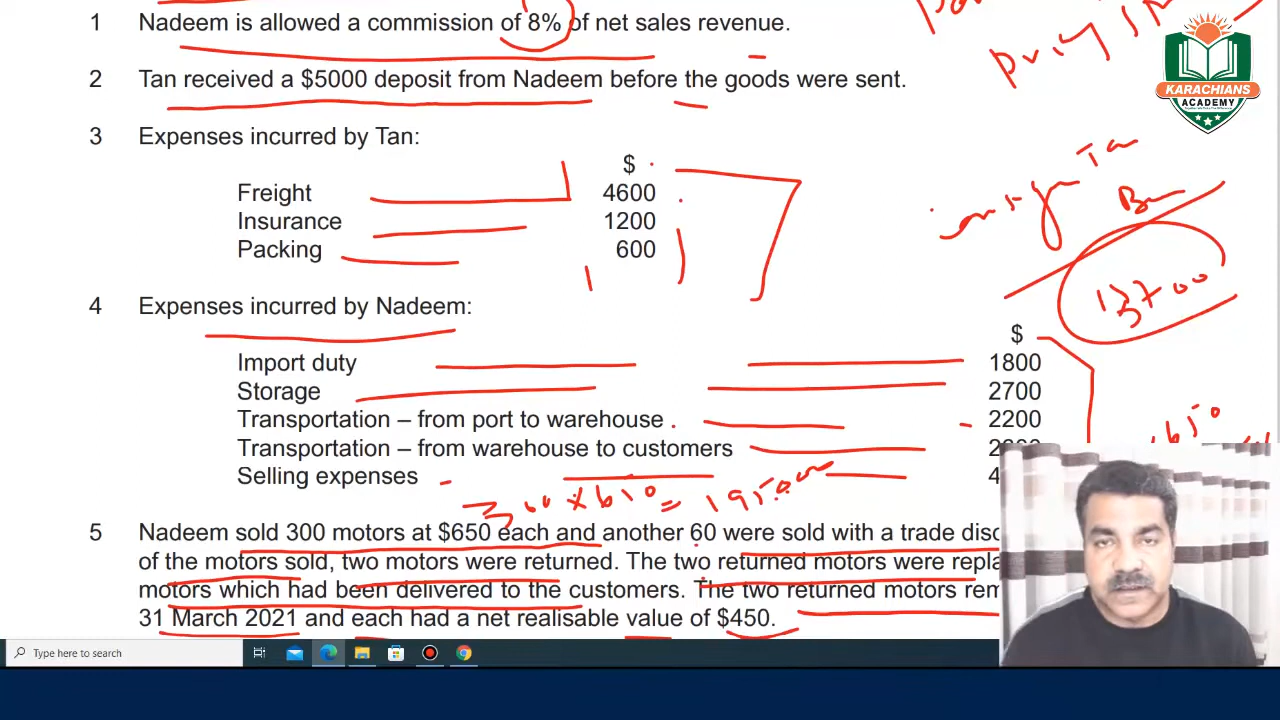 1 Nadeem is allowed a commission of 8% of net sales revenue.
KARACHIANS
ACADEMY
2 Tan received a $5000 deposit from Nadeem before the goods were sent.
3 Expenses incurred by Tan:
$
Freight 4600
Insurance 1200
Packing 600
4 Expenses incurred by Nadeem:
$
Import duty 1800
Storage 2700
Transportation – from port to warehouse 2200
Transportation – from warehouse to customers
Selling expenses
300 × 650 = 195000
5 Nadeem sold 300 motors at $650 each and another 60 were sold with a trade
of the motors sold, two motors were returned. The two returned motors were
motors which had been delivered to the customers. The two returned motors
31 March 2021 and each had a net realisable value of $450.
Type here to search